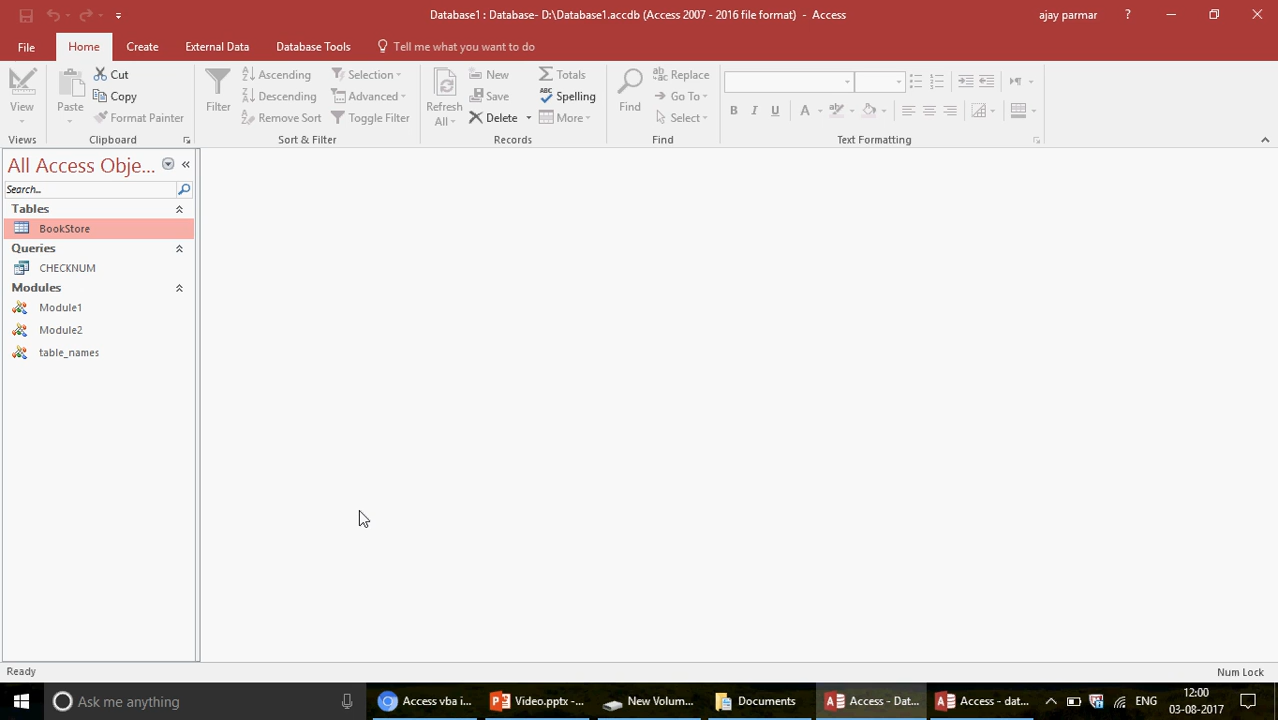 Database1 : Database- D:\Database1.accdb (Access 2007 - 2016 file format) - Access
ajay parmar
?
File
Home
Create
External Data
Database Tools
Tell me what you want to do
View
Paste
Cut
Copy
Format Painter
Filter
Ascending
Descending
Remove Sort
Selection
Advanced
Toggle Filter
Refresh
All
New
Save
Delete
Totals
Spelling
More
Find
Replace
Go To
Select
Views
Clipboard
Sort & Filter
Records
Find
Text Formatting
All Access Obje...
Search...
Tables
BookStore
Queries
CHECKNUM
Modules
Module1
Module2
table_names
Ready
Num Lock
Ask me anything
Access vba i...
Video.pptx -...
New Volum...
Documents
Access - Dat...
Access - dat...
ENG
12:00
03-08-2017